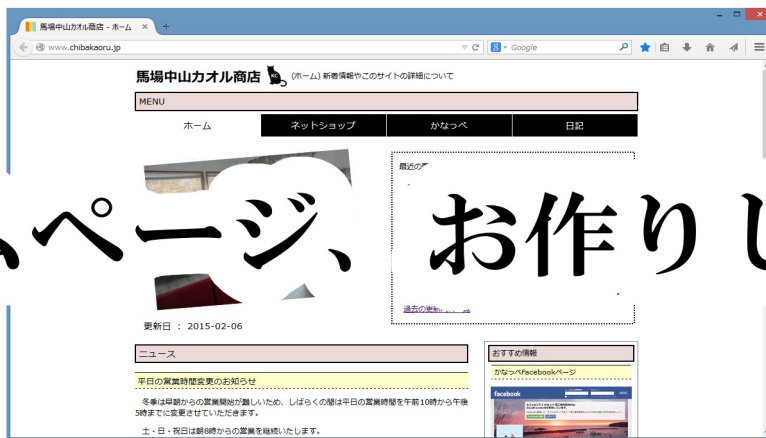 馬場中山カオル商店 - ホーム
www.chibakaoru.jp
Google
馬場中山カオル商店
KC
(ホーム) 新着情報やこのサイトの詳細について
MENU
ホーム
ネットショップ
かなっぺ
日記
最近の
ムページ、お作りし
過去の更新
更新日 ： 2015-02-06
ニュース
平日の営業時間変更のお知らせ
冬季は早朝からの営業開始が難しいため、しばらくの間は平日の営業時間を午前10時から午後
5時までに変更させていただきます。
土・日・祝日は朝8時からの営業を継続いたします。
おすすめ情報
かなっぺFacebookページ
facebook